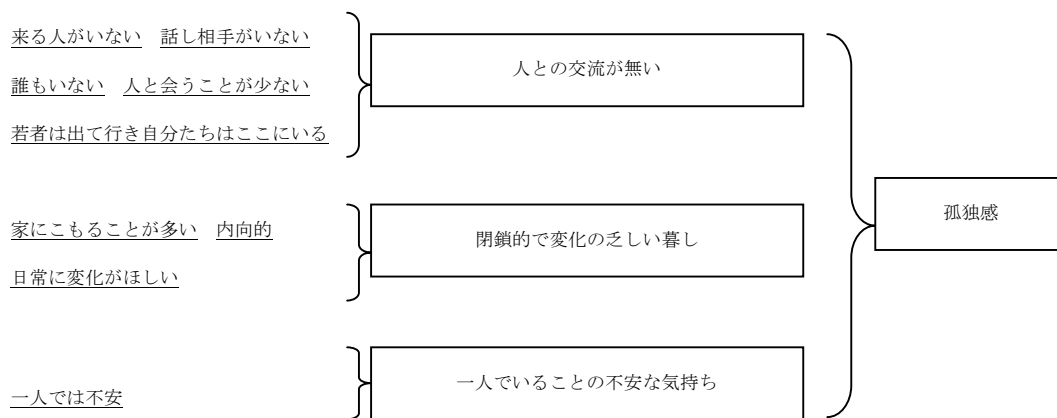 来る人がいない　話し相手がいない
誰もいない　人と会うことが少ない
若者は出て行き自分たちはここにいる
人との交流が無い
家にこもることが多い　内向的
日常に変化がほしい
閉鎖的で変化の乏しい暮し
一人では不安
一人でいることの不安な気持ち
孤独感